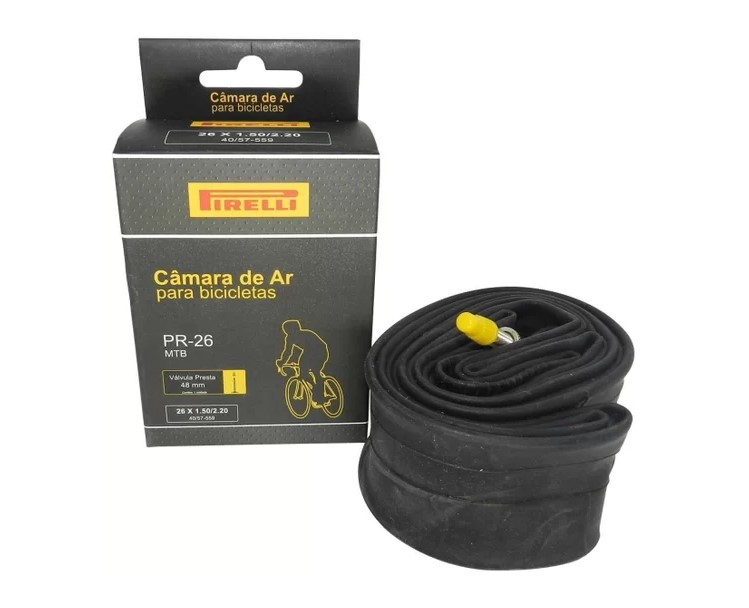 Câmara de Ar
para bicicletas
26 X 1.50/2.20
40/57-559
PIRELLI
Câmara de Ar
para bicicletas
PR-26
MTB
Válvula Presta
48 mm
26 X 1.50/2.20
40/57-559